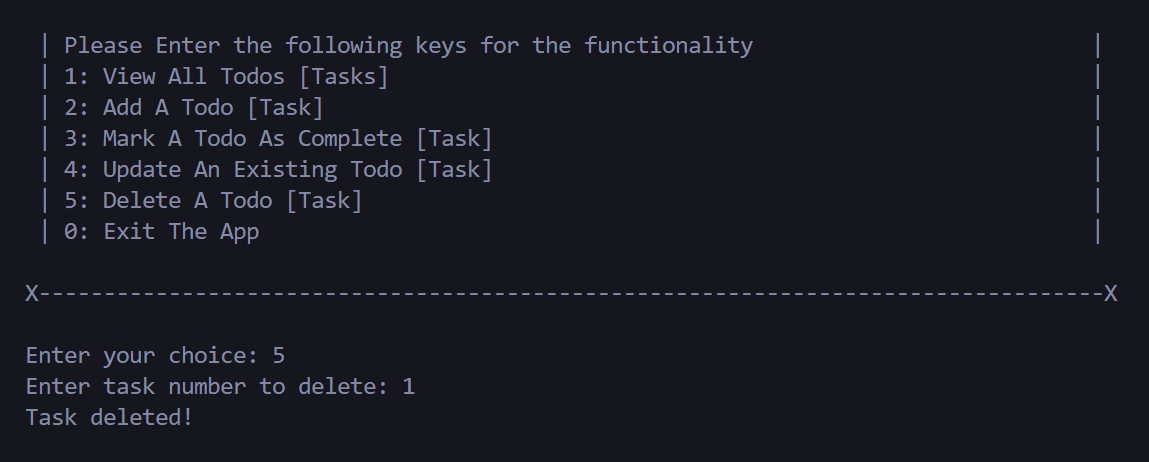 | Please Enter the following keys for the functionality |
| 1: View All Todos [Tasks] |
| 2: Add A Todo [Task] |
| 3: Mark A Todo As Complete [Task] |
| 4: Update An Existing Todo [Task] |
| 5: Delete A Todo [Task] |
| 0: Exit The App |
X----------------------------------------------------------------------------------X
Enter your choice: 5
Enter task number to delete: 1
Task deleted!